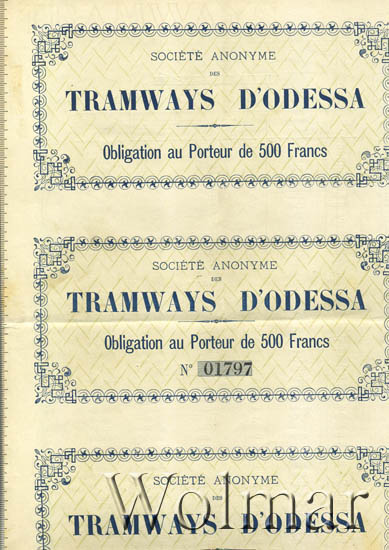 SOCIÉTÉ ANONYME
DES
TRAMWAYS D'ODESSA
Obligation au Porteur de 500 Francs
SOCIÉTÉ ANONYME
DES
TRAMWAYS D'ODESSA
Obligation au Porteur de 500 Francs
N° 01797
SOCIÉTÉ ANONYME
DES
Wolmar
TRAMWAYS D'ODESSA